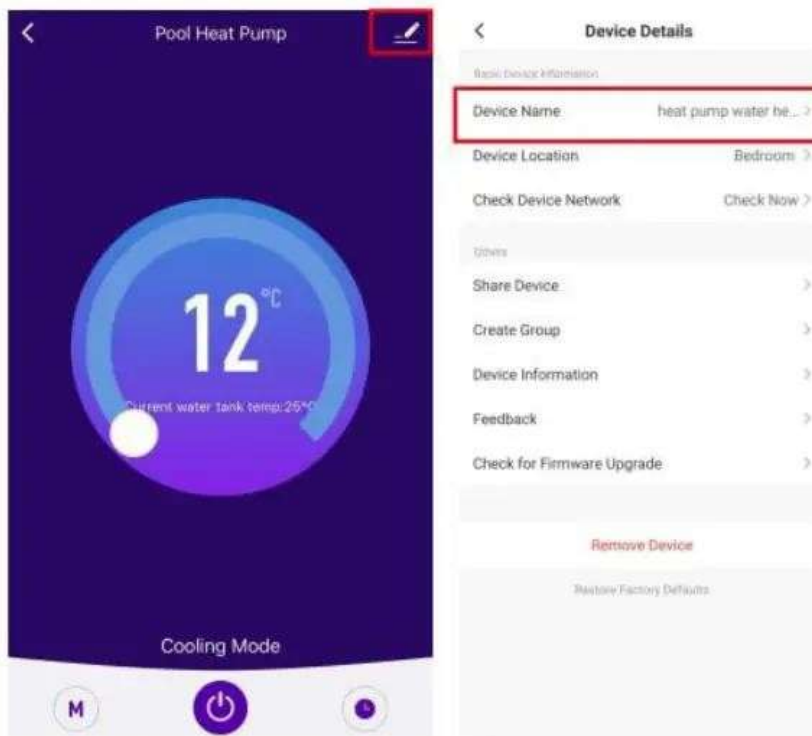 Pool Heat Pump
12°C
Current water tank temp:25°C
Cooling Mode
M
Device Details
Basic Device Information
Device Name heat pump water he...
Device Location Bedroom
Check Device Network Check Now
Others
Share Device
Create Group
Device Information
Feedback
Check for Firmware Upgrade
Remove Device
Restore Factory Defaults